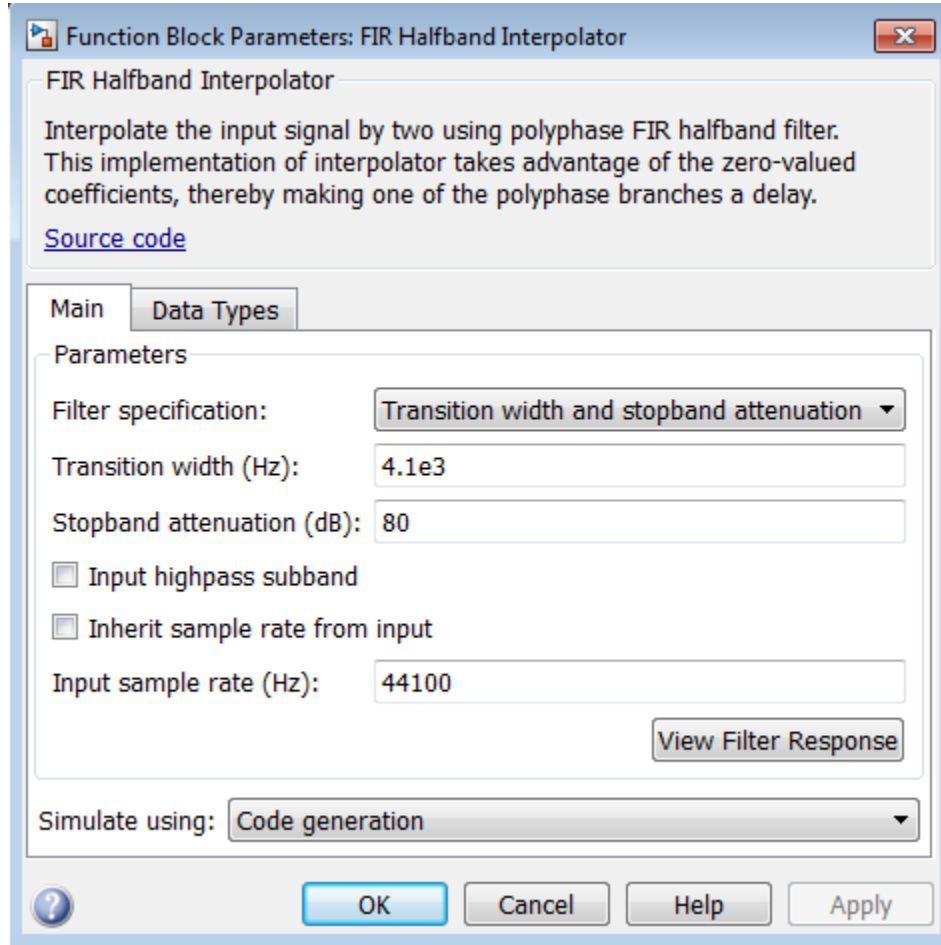 Function Block Parameters: FIR Halfband Interpolator
FIR Halfband Interpolator
Interpolate the input signal by two using polyphase FIR halfband filter.
This implementation of interpolator takes advantage of the zero-valued
coefficients, thereby making one of the polyphase branches a delay.
Source code
Main Data Types
Parameters
Filter specification: Transition width and stopband attenuation
Transition width (Hz): 4.1e3
Stopband attenuation (dB): 80
Input highpass subband
Inherit sample rate from input
Input sample rate (Hz): 44100
View Filter Response
Simulate using: Code generation
OK Cancel Help Apply